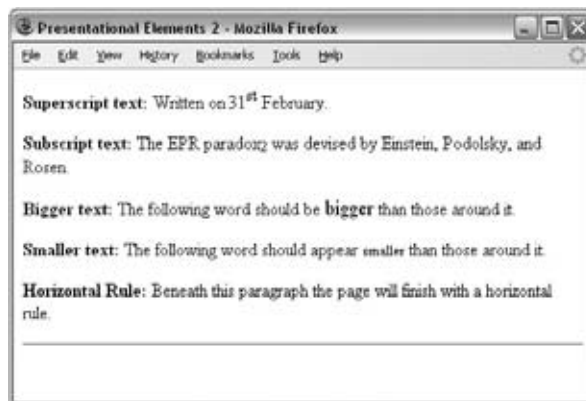 Presentational Elements 2 - Mozilla Firefox
File Edit View History Bookmarks Tools Help
Superscript text: Written on 31st February.
Subscript text: The EPR paradox2 was devised by Einstein, Podolsky, and
Rosen.
Bigger text: The following word should be bigger than those around it.
Smaller text: The following word should appear smaller than those around it.
Horizontal Rule: Beneath this paragraph the page will finish with a horizontal
rule.